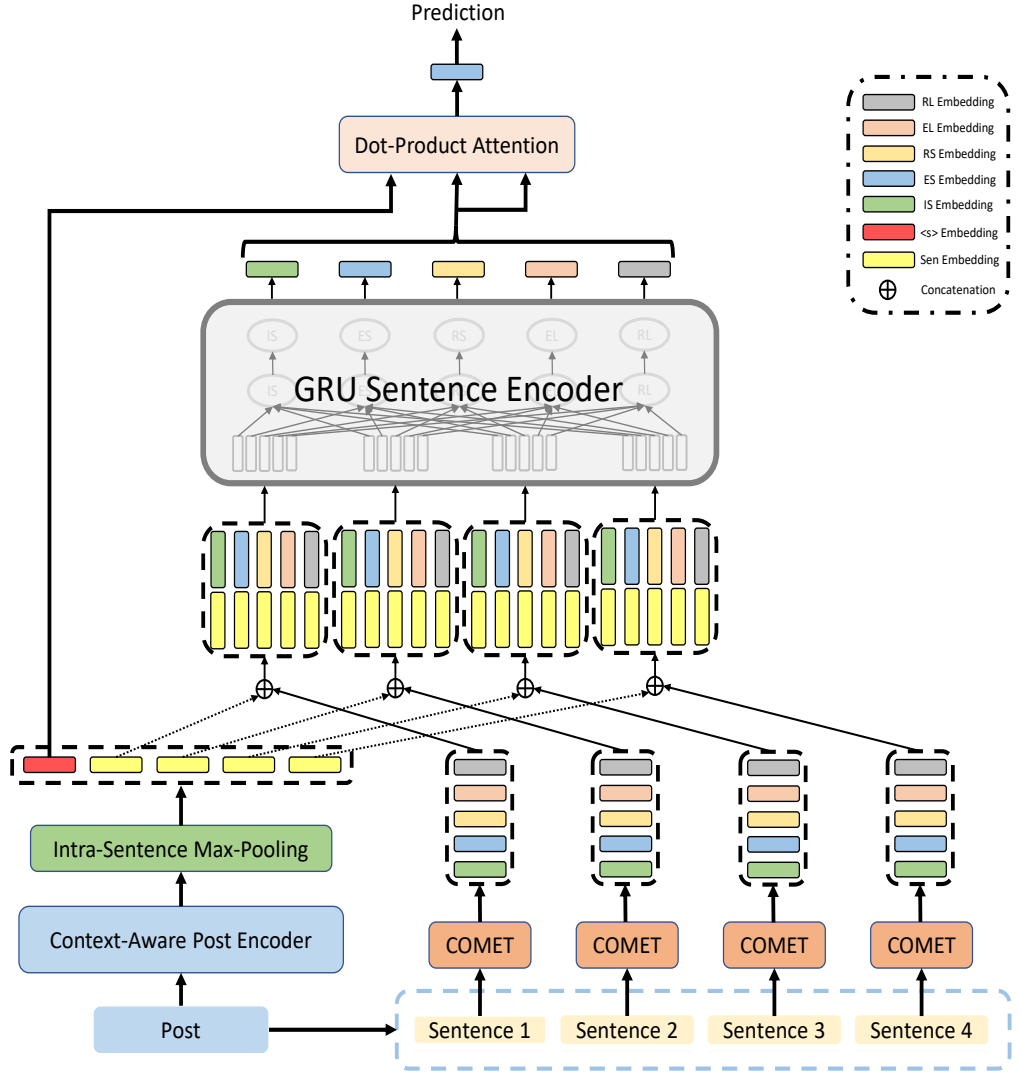 Prediction
Dot-Product Attention
RL Embedding
EL Embedding
RS Embedding
ES Embedding
IS Embedding
<s> Embedding
Sen Embedding
Concatenation
IS ES RS EL RL
IS ES EL RL
GRU Sentence Encoder
Intra-Sentence Max-Pooling
Context-Aware Post Encoder
COMET COMET COMET COMET
Post
Sentence 1 Sentence 2 Sentence 3 Sentence 4